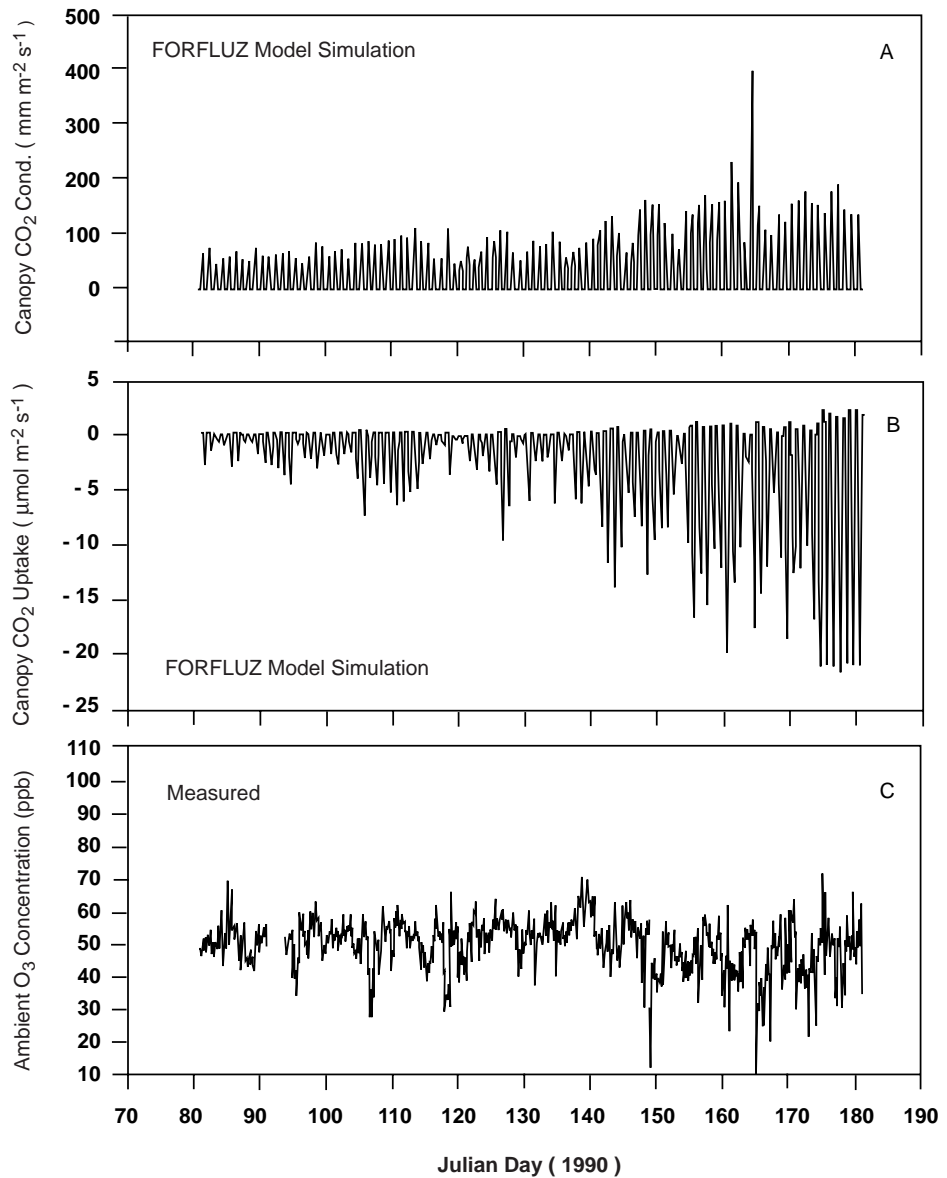 Canopy CO2 Cond. ( mm m-2 s-1 )
500
400
300
200
100
0
FORFLUZ Model Simulation
A
Canopy CO2 Uptake ( μmol m-2 s-1 )
5
0
- 5
- 10
- 15
- 20
- 25
B
FORFLUZ Model Simulation
Ambient O3 Concentration (ppb)
110
100
90
80
70
60
50
40
30
20
10
Measured
C
70 80 90 100 110 120 130 140 150 160 170 180 190
Julian Day ( 1990 )